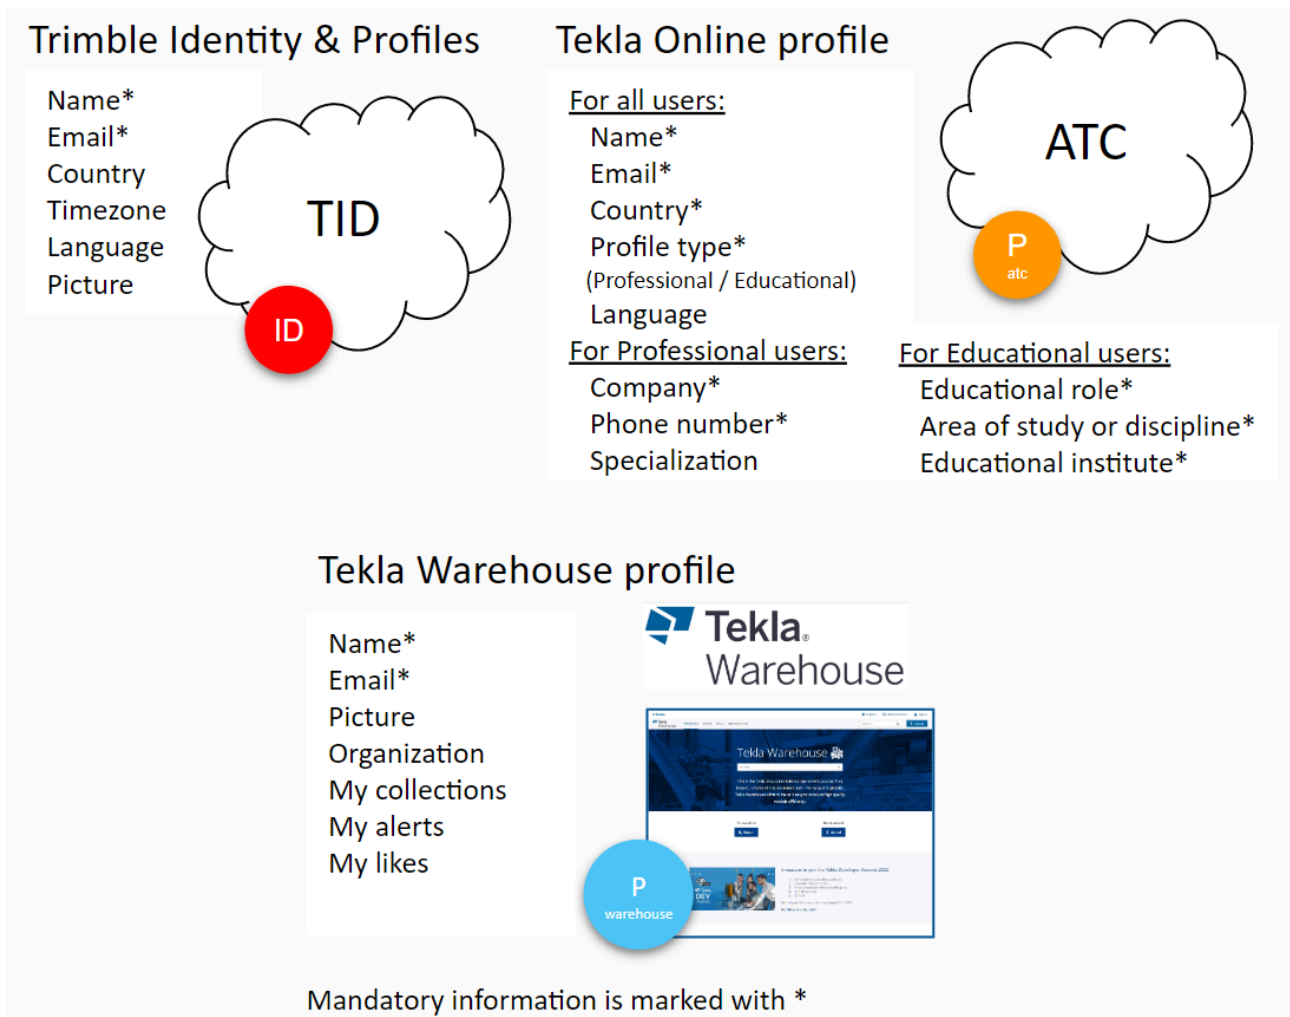 Trimble Identity & Profiles
Name*
Email*
Country
Timezone
Language
Picture
TID
ID
Tekla Online profile
For all users:
Name*
Email*
Country*
Profile type*
(Professional / Educational)
Language
For Professional users:
Company*
Phone number*
Specialization
ATC
P
atc
For Educational users:
Educational role*
Area of study or discipline*
Educational institute*
Tekla Warehouse profile
Name*
Email*
Picture
Organization
My collections
My alerts
My likes
Tekla®
Warehouse
Tekla Warehouse
P
warehouse
Mandatory information is marked with *